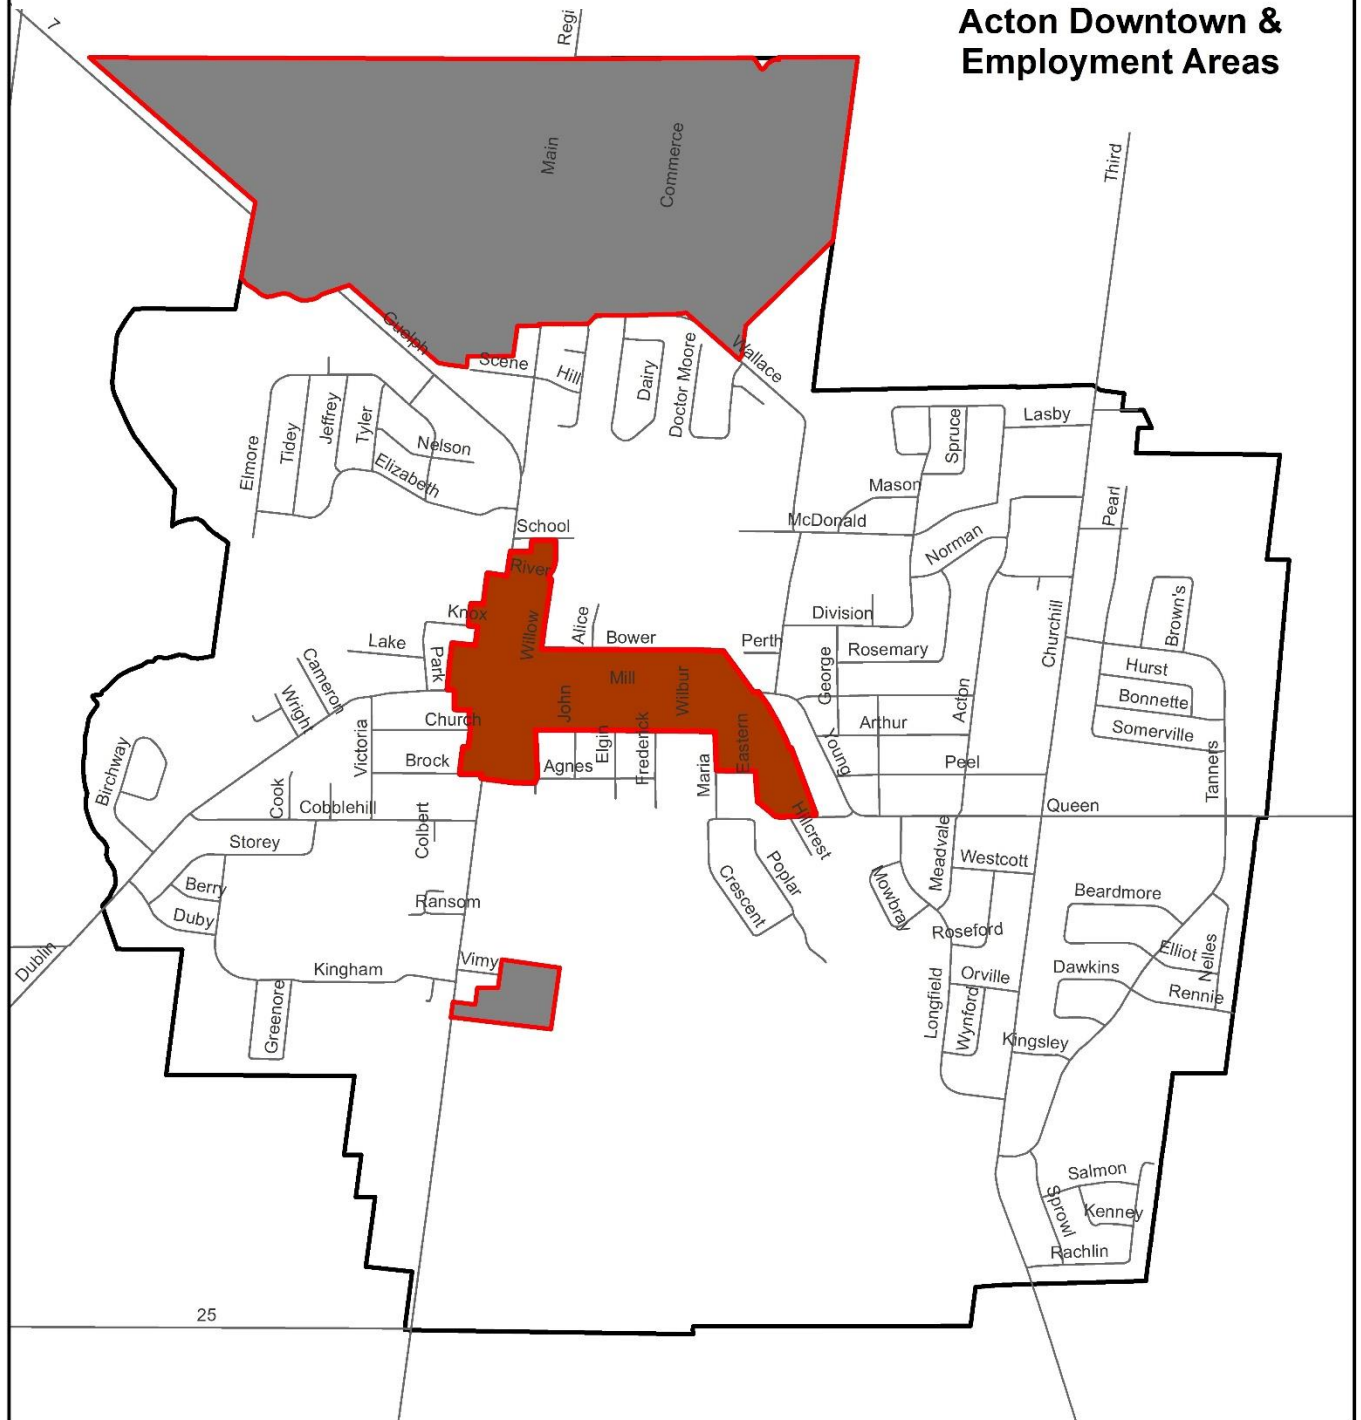 Acton Downtown &
Employment Areas
7
Regi
Main
Commerce
Third
Guelph
Scene
Hill
Dairy
Doctor Moore
Wallace
Elmore
Tidey
Jeffrey
Tyler
Nelson
Elizabeth
Lasby
Spruce
Mason
McDonald
Pearl
Norman
School
River
Knox
Willow
Alice
Bower
Perth
Division
Rosemary
George
Churchill
Brown's
Lake
Park
Cameron
Wright
Mill
Wilbur
John
Hurst
Bonnette
Somerville
Tanners
Acton
Arthur
Peel
Young
Church
Victoria
Brock
Agnes
Elgin
Frederick
Maria
Eastern
Hillcrest
Queen
Birchway
Cook
Cobblehill
Colbert
Storey
Berry
Duby
Ransom
Crescent
Poplar
Mowbray
Meadvale
Westcott
Roseford
Beardmore
Elliot
Nelles
Dawkins
Rennie
Orville
Longfield
Wynford
Kingsley
Dublin
Kingham
Vimy
Greenore
Salmon
Sprowl
Kenney
Rachlin
25